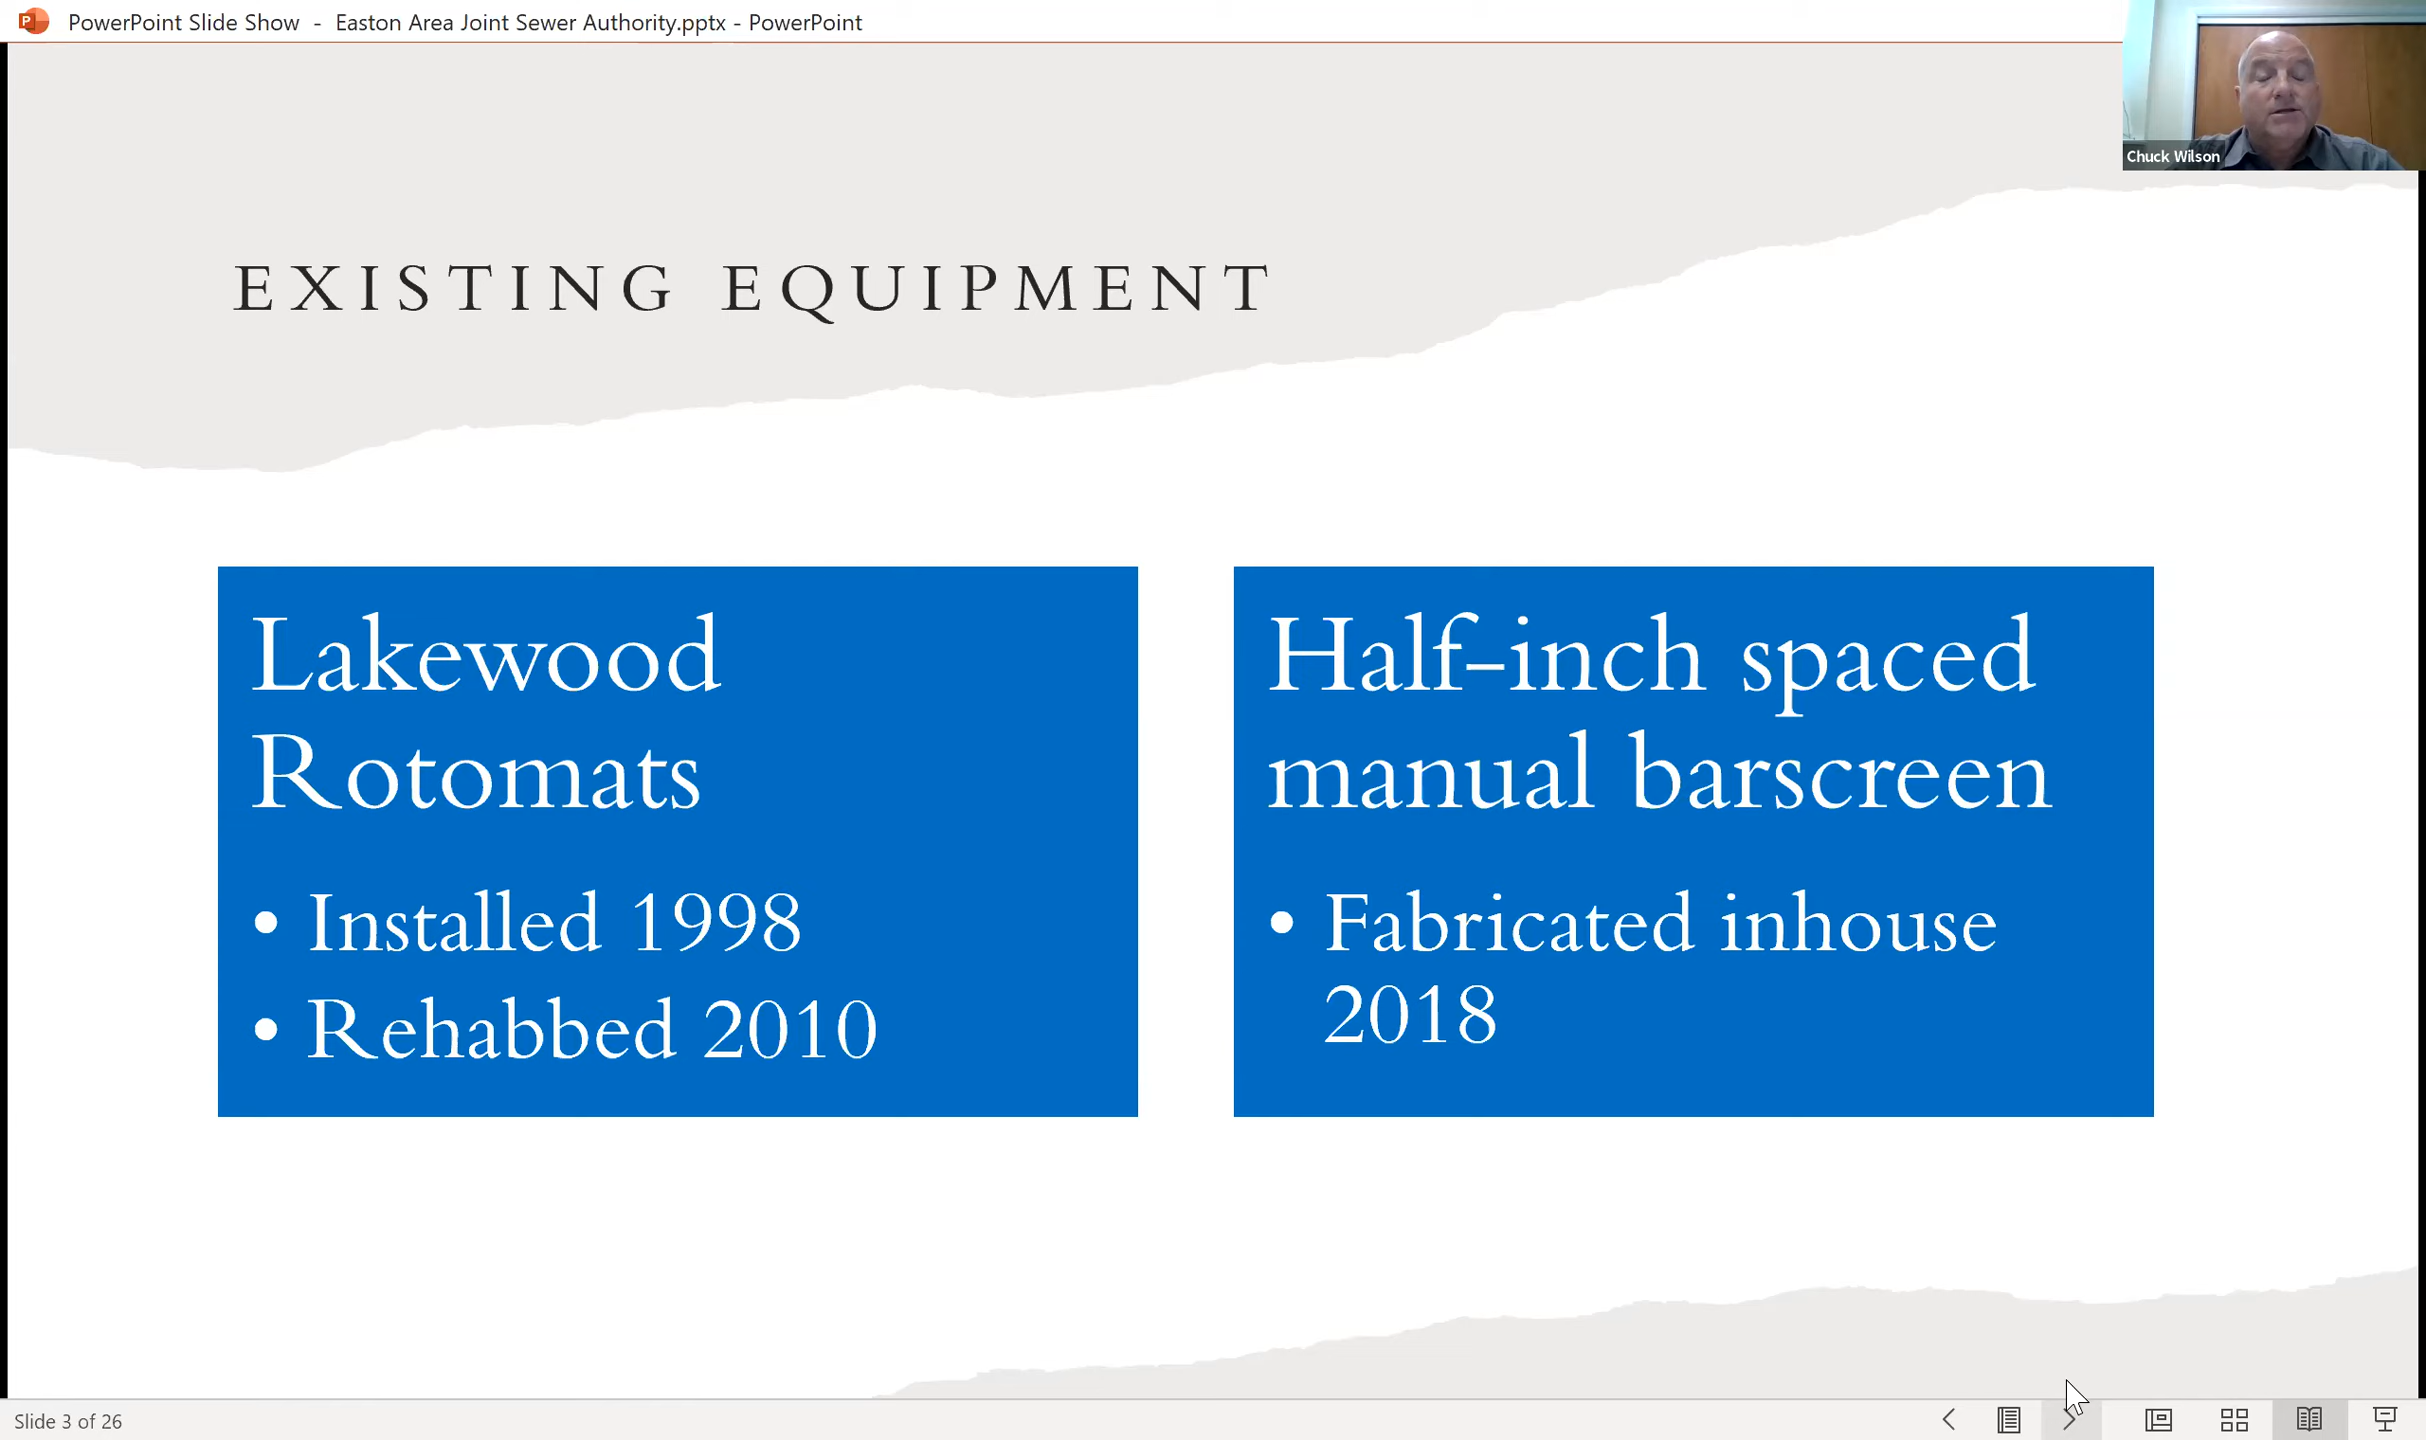 PowerPoint Slide Show - Easton Area Joint Sewer Authority.pptx - PowerPoint
Chuck Wilson
EXISTING EQUIPMENT
Lakewood
Rotomats
• Installed 1998
• Rehabbed 2010
Half-inch spaced
manual barscreen
• Fabricated inhouse
2018
Slide 3 of 26